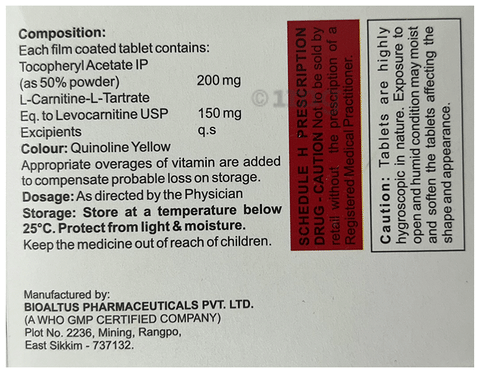 Composition:
Each film coated tablet contains:
Tocopheryl Acetate IP
(as 50% powder) 200 mg
L-Carnitine-L-Tartrate
Eq. to Levocarnitine USP 150 mg
Excipients q.s
Colour: Quinoline Yellow
Appropriate overages of vitamin are added
to compensate probable loss on storage.
Dosage: As directed by the Physician
Storage: Store at a temperature below
25°C. Protect from light & moisture.
Keep the medicine out of reach of children.
Manufactured by:
BIOALTUS PHARMACEUTICALS PVT. LTD.
(A WHO GMP CERTIFIED COMPANY)
Plot No. 2236, Mining, Rangpo,
East Sikkim - 737132.
SCHEDULE H PRESCRIPTION
DRUG - CAUTION Not to be sold by
retail without the prescription of a
Registered Medical Practitioner.
Caution: Tablets are highly
hygroscopic in nature. Exposure to
open and humid condition may moist
and soften the tablets affecting the
shape and appearance.